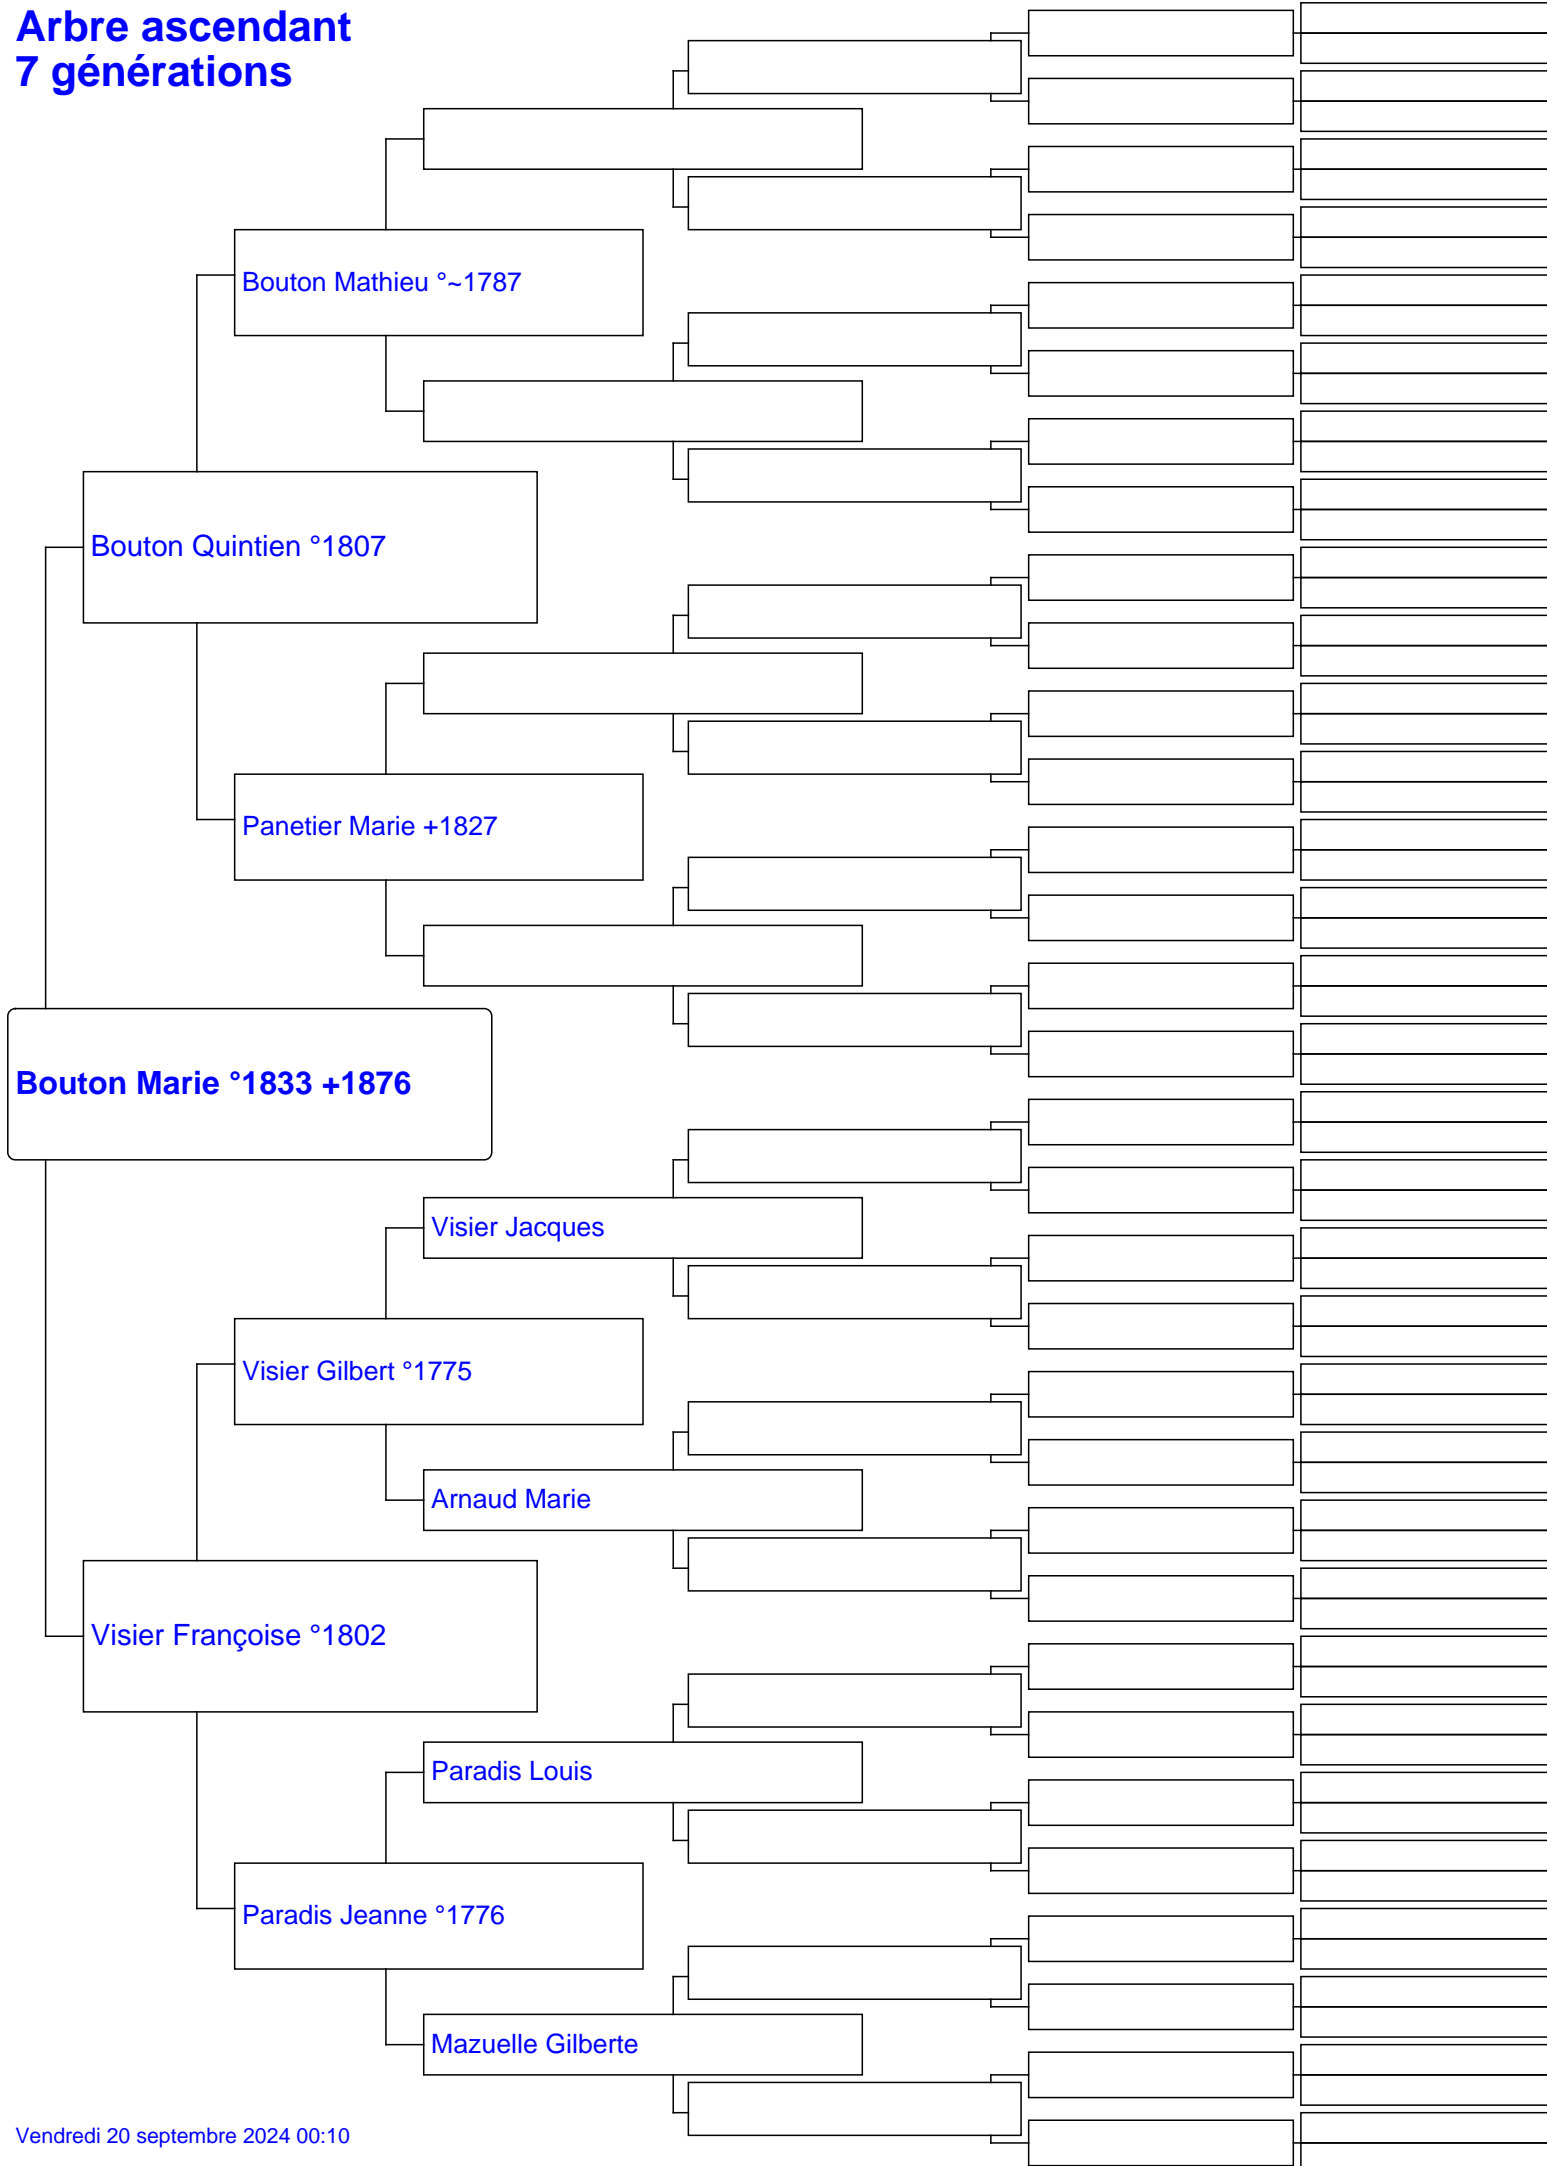 Arbre ascendant
7 générations
Bouton Mathieu °~1787
Bouton Quintien °1807
Panetier Marie +1827
Bouton Marie °1833 +1876
Visier Jacques
Visier Gilbert °1775
Arnaud Marie
Visier Françoise °1802
Paradis Louis
Paradis Jeanne °1776
Mazuelle Gilberte
Vendredi 20 septembre 2024 00:10